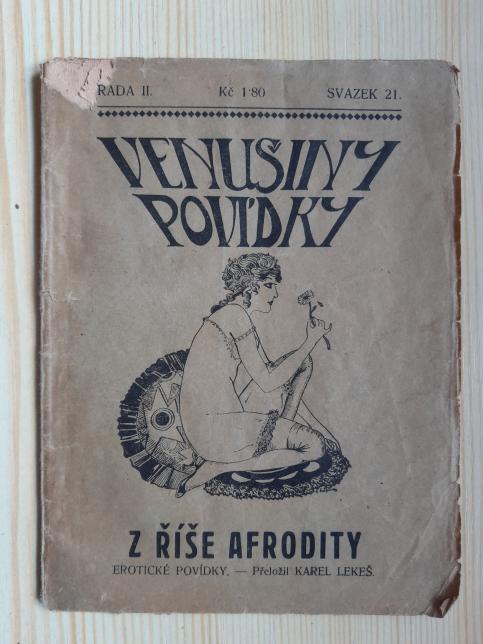 ŘADA II. Kč 1·80 SVAZEK 21.
VENUŠINY
POVÍDKY
Z ŘÍŠE AFRODITY
EROTICKÉ POVÍDKY. — Přeložil KAREL LEKEŠ.